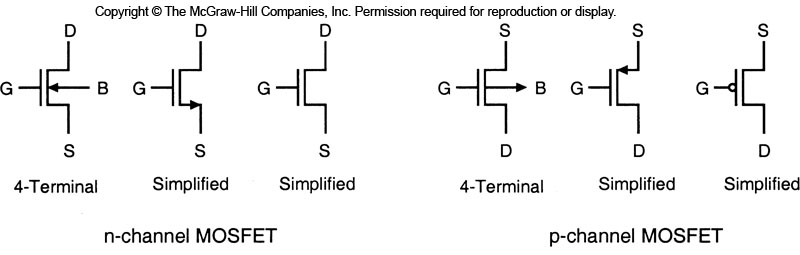 Copyright © The McGraw-Hill Companies, Inc. Permission required for reproduction or display.
D D D S S S
G B G G G B G G
S S S D D D
4-Terminal Simplified Simplified 4-Terminal Simplified Simplified
n-channel MOSFET p-channel MOSFET